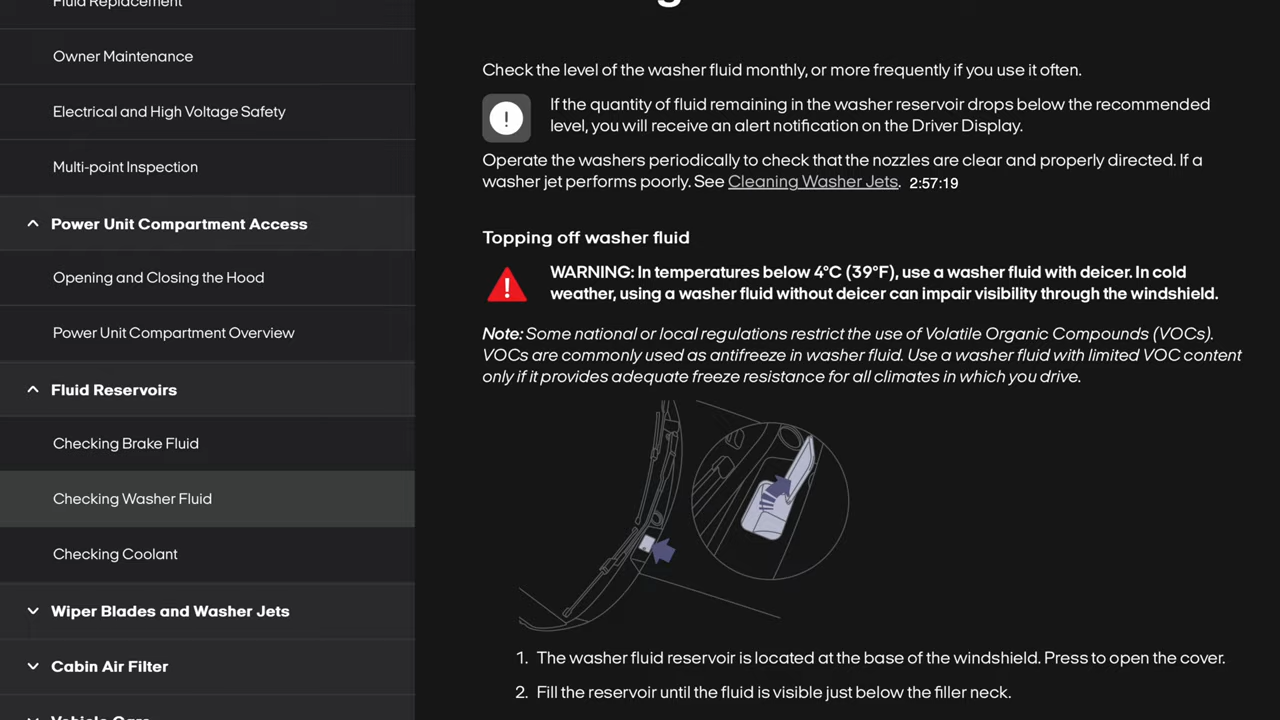 Fluid Replacement
Owner Maintenance
Electrical and High Voltage Safety
Multi-point Inspection
Power Unit Compartment Access
Opening and Closing the Hood
Power Unit Compartment Overview
Fluid Reservoirs
Checking Brake Fluid
Checking Washer Fluid
Checking Coolant
Wiper Blades and Washer Jets
Cabin Air Filter
Vehicle Care
Check the level of the washer fluid monthly, or more frequently if you use it often.
If the quantity of fluid remaining in the washer reservoir drops below the recommended
level, you will receive an alert notification on the Driver Display.
Operate the washers periodically to check that the nozzles are clear and properly directed. If a
washer jet performs poorly. See Cleaning Washer Jets. 2:57:19
Topping off washer fluid
WARNING: In temperatures below 4°C (39°F), use a washer fluid with deicer. In cold
weather, using a washer fluid without deicer can impair visibility through the windshield.
Note: Some national or local regulations restrict the use of Volatile Organic Compounds (VOCs).
VOCs are commonly used as antifreeze in washer fluid. Use a washer fluid with limited VOC content
only if it provides adequate freeze resistance for all climates in which you drive.
1. The washer fluid reservoir is located at the base of the windshield. Press to open the cover.
2. Fill the reservoir until the fluid is visible just below the filler neck.